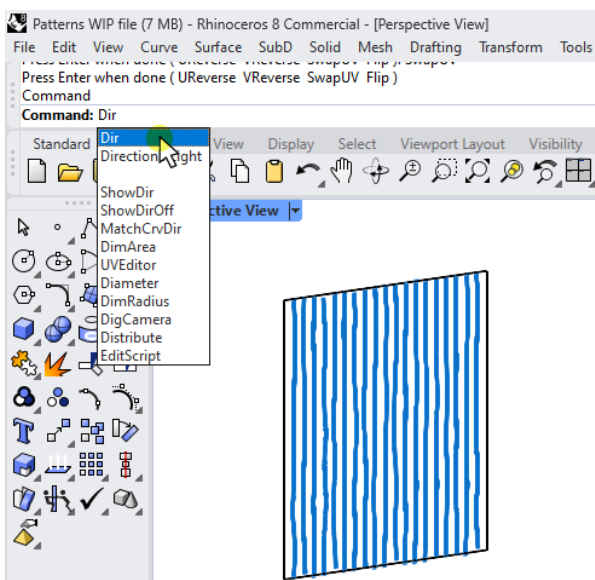 Patterns WIP file (7 MB) - Rhinoceros 8 Commercial - [Perspective View]
File Edit View Curve Surface SubD Solid Mesh Drafting Transform Tools
Press Enter when done ( UReverse VReverse SwapUV Flip ): SwapUV
Press Enter when done ( UReverse VReverse SwapUV Flip )
Command
Command: Dir
Standard View Display Select Viewport Layout Visibility
Dir
ShowDir
ctive View
ShowDirOff
MatchCrvDir
DimArea
UVEditor
Diameter
DimRadius
DigCamera
Distribute
EditScript